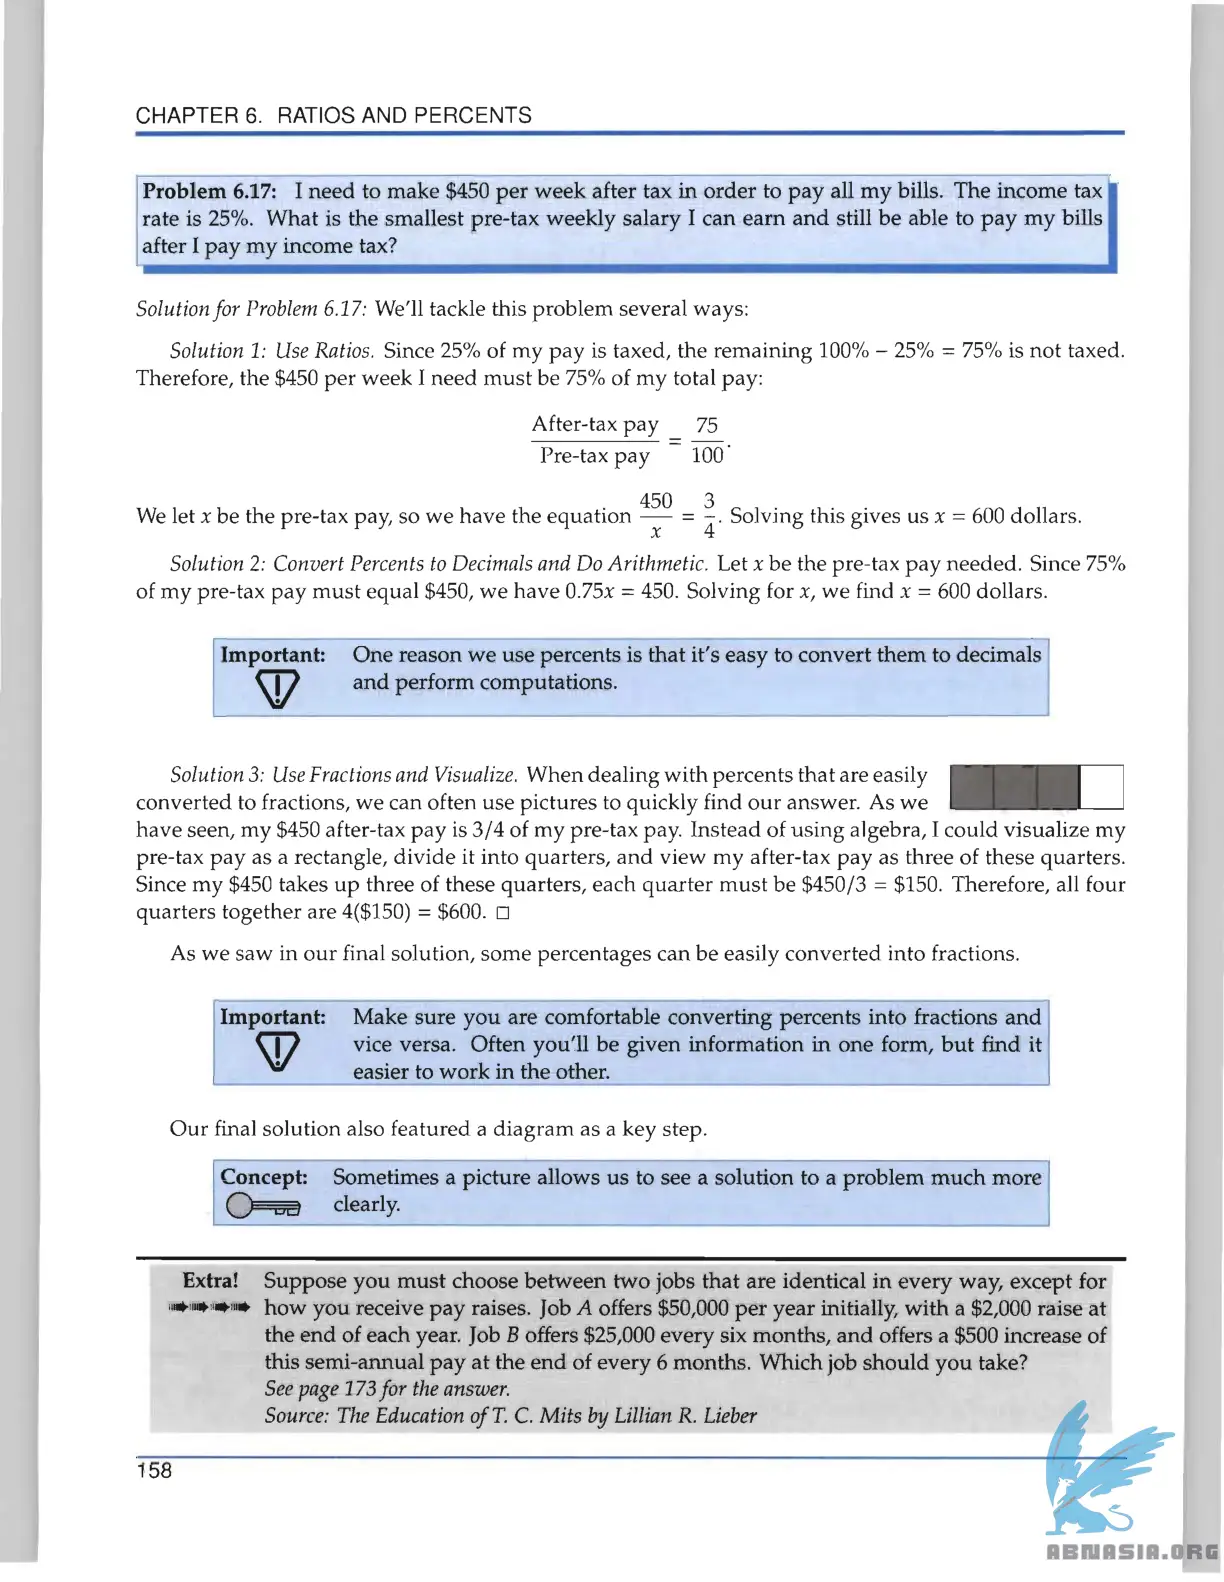 CHAPTER 6. RATIOS AND PERCENTS
Problem 6.17: I need to make $450 per week after tax in order to pay all my bills. The income tax
rate is 25%. What is the smallest pre-tax weekly salary I can earn and still be able to pay my bills
after I pay my income tax?
Solution for Problem 6.17: We'll tackle this problem several ways:
Solution 1: Use Ratios. Since 25% of my pay is taxed, the remaining 100% – 25% = 75% is not taxed.
Therefore, the $450 per week I need must be 75% of my total pay:
After-tax pay / Pre-tax pay = 75 / 100.
We let x be the pre-tax pay, so we have the equation 450/x = 3/4. Solving this gives us x = 600 dollars.
Solution 2: Convert Percents to Decimals and Do Arithmetic. Let x be the pre-tax pay needed. Since 75%
of my pre-tax pay must equal $450, we have 0.75x = 450. Solving for x, we find x = 600 dollars.
Important: One reason we use percents is that it's easy to convert them to decimals
and perform computations.
Solution 3: Use Fractions and Visualize. When dealing with percents that are easily
converted to fractions, we can often use pictures to quickly find our answer. As we
have seen, my $450 after-tax pay is 3/4 of my pre-tax pay. Instead of using algebra, I could visualize my
pre-tax pay as a rectangle, divide it into quarters, and view my after-tax pay as three of these quarters.
Since my $450 takes up three of these quarters, each quarter must be $450/3 = $150. Therefore, all four
quarters together are 4($150) = $600. □
As we saw in our final solution, some percentages can be easily converted into fractions.
Important: Make sure you are comfortable converting percents into fractions and
vice versa. Often you'll be given information in one form, but find it
easier to work in the other.
Our final solution also featured a diagram as a key step.
Concept: Sometimes a picture allows us to see a solution to a problem much more
clearly.
Extra! Suppose you must choose between two jobs that are identical in every way, except for
how you receive pay raises. Job A offers $50,000 per year initially, with a $2,000 raise at
the end of each year. Job B offers $25,000 every six months, and offers a $500 increase of
this semi-annual pay at the end of every 6 months. Which job should you take?
See page 173 for the answer.
Source: The Education of T. C. Mits by Lillian R. Lieber
158
ABNASIA.ORG